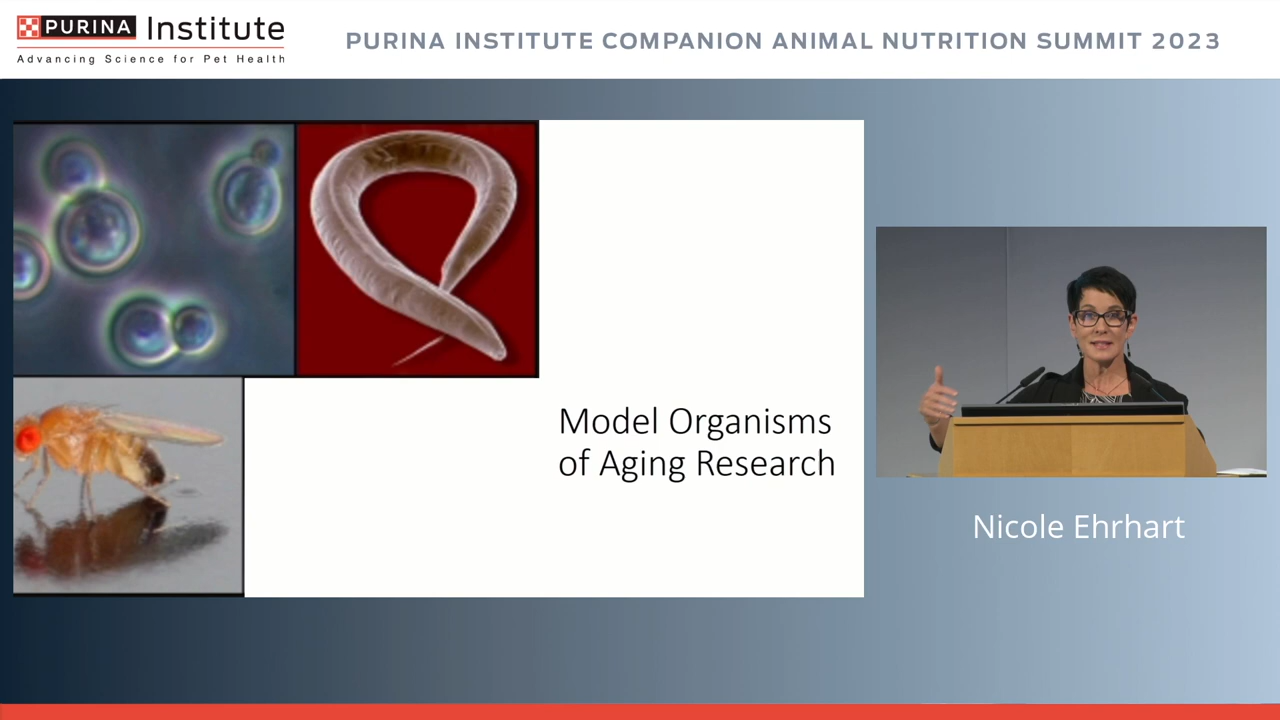 PURINA Institute
Advancing Science for Pet Health
PURINA INSTITUTE COMPANION ANIMAL NUTRITION SUMMIT 2023
Model Organisms
of Aging Research
Nicole Ehrhart